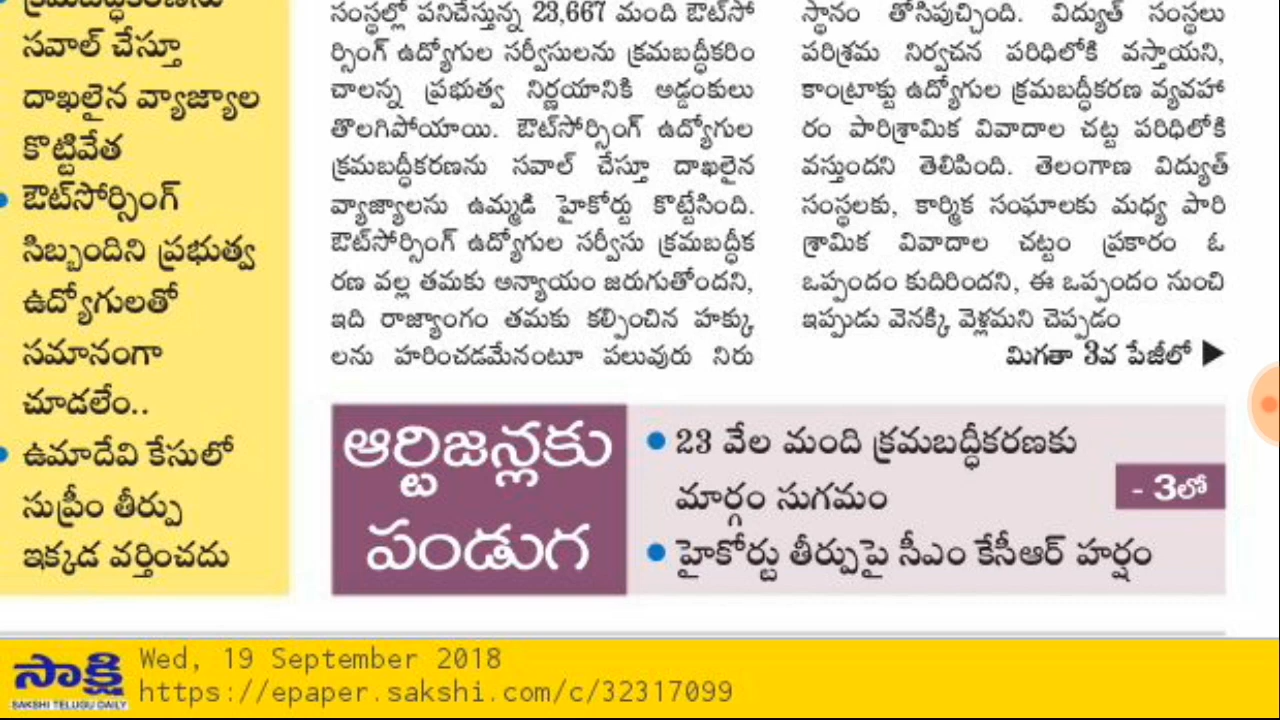 సవాల్ చేస్తూ
దాఖలైన వ్యాజ్యాల
కొట్టివేత
ఔట్‌సోర్సింగ్
సిబ్బందిని ప్రభుత్వ
ఉద్యోగులతో
సమానంగా
చూడలేం..
ఉమాదేవి కేసులో
సుప్రీం తీర్పు
ఇక్కడ వర్తించదు
సంస్థల్లో పనిచేస్తున్న 23,667 మంది ఔట్‌సో
ర్సింగ్ ఉద్యోగుల సర్వీసులను క్రమబద్ధీకరిం
చాలన్న ప్రభుత్వ నిర్ణయానికి అడ్డంకులు
తొలగిపోయాయి. ఔట్‌సోర్సింగ్ ఉద్యోగుల
క్రమబద్ధీకరణను సవాల్ చేస్తూ దాఖలైన
వ్యాజ్యాలను ఉమ్మడి హైకోర్టు కొట్టేసింది.
ఔట్‌సోర్సింగ్ ఉద్యోగుల సర్వీసు క్రమబద్ధీక
రణ వల్ల తమకు అన్యాయం జరుగుతోందని,
ఇది రాజ్యాంగం తమకు కల్పించిన హక్కు
లను హరించడమేనంటూ పలువురు నిరు
స్థానం తోసిపుచ్చింది. విద్యుత్ సంస్థలు
పరిశ్రమ నిర్వచన పరిధిలోకి వస్తాయని,
కాంట్రాక్టు ఉద్యోగుల క్రమబద్ధీకరణ వ్యవహా
రం పారిశ్రామిక వివాదాల చట్ట పరిధిలోకి
వస్తుందని తెలిపింది. తెలంగాణ విద్యుత్
సంస్థలకు, కార్మిక సంఘాలకు మధ్య పారి
శ్రామిక వివాదాల చట్టం ప్రకారం ఓ
ఒప్పందం కుదిరిందని, ఈ ఒప్పందం నుంచి
ఇప్పుడు వెనక్కి వెళ్లమని చెప్పడం
మిగతా 3వ పేజీలో ▶
ఆర్టిజన్లకు
పండుగ
23 వేల మంది క్రమబద్ధీకరణకు
మార్గం సుగమం
హైకోర్టు తీర్పుపై సీఎం కేసీఆర్ హర్షం
- 3లో
సాక్షి
SAKSHI TELUGU DAILY
Wed, 19 September 2018
https://epaper.sakshi.com/c/32317099